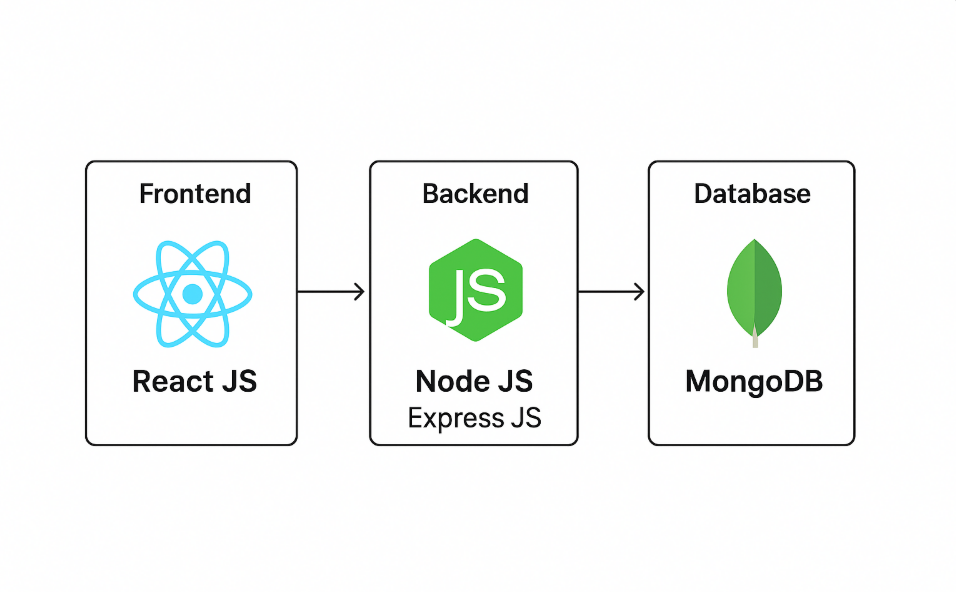 Frontend
React JS
Backend
JS
Node JS
Express JS
Database
MongoDB